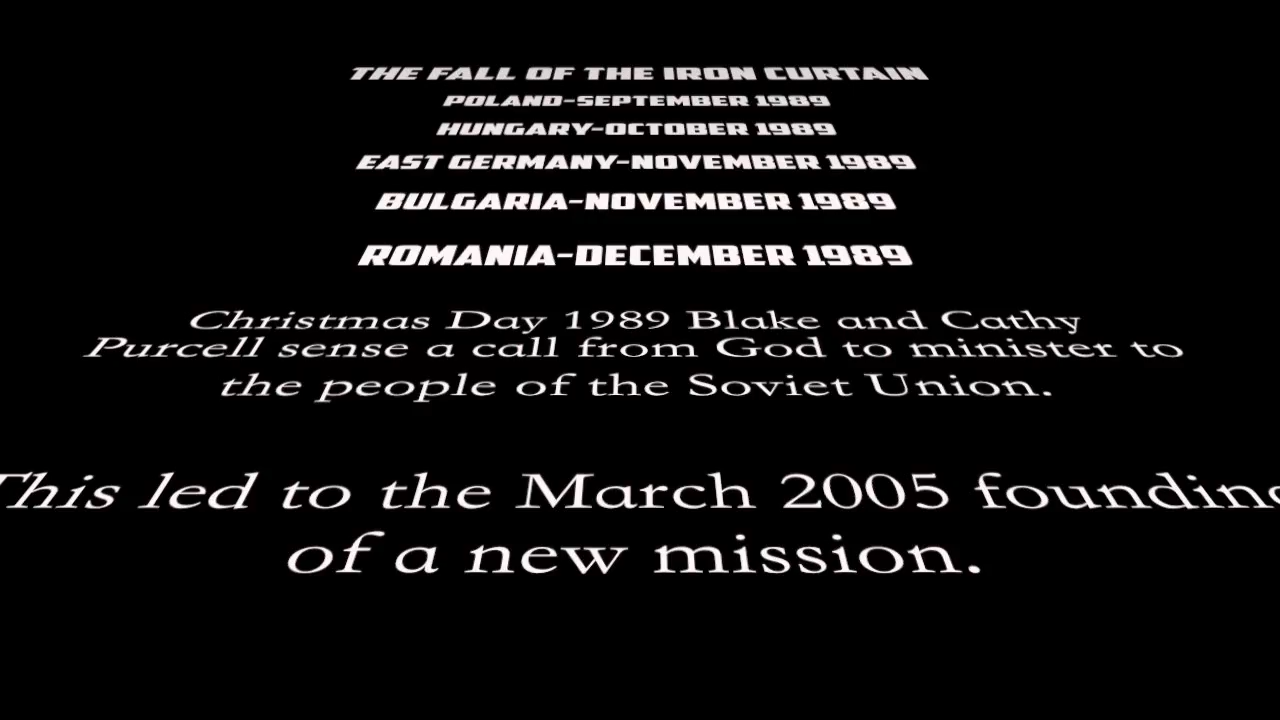 THE FALL OF THE IRON CURTAIN
POLAND-SEPTEMBER 1989
HUNGARY-OCTOBER 1989
EAST GERMANY-NOVEMBER 1989
BULGARIA-NOVEMBER 1989
ROMANIA-DECEMBER 1989
Christmas Day 1989 Blake and Cathy
Purcell sense a call from God to minister to
the people of the Soviet Union.
This led to the March 2005 founding
of a new mission.